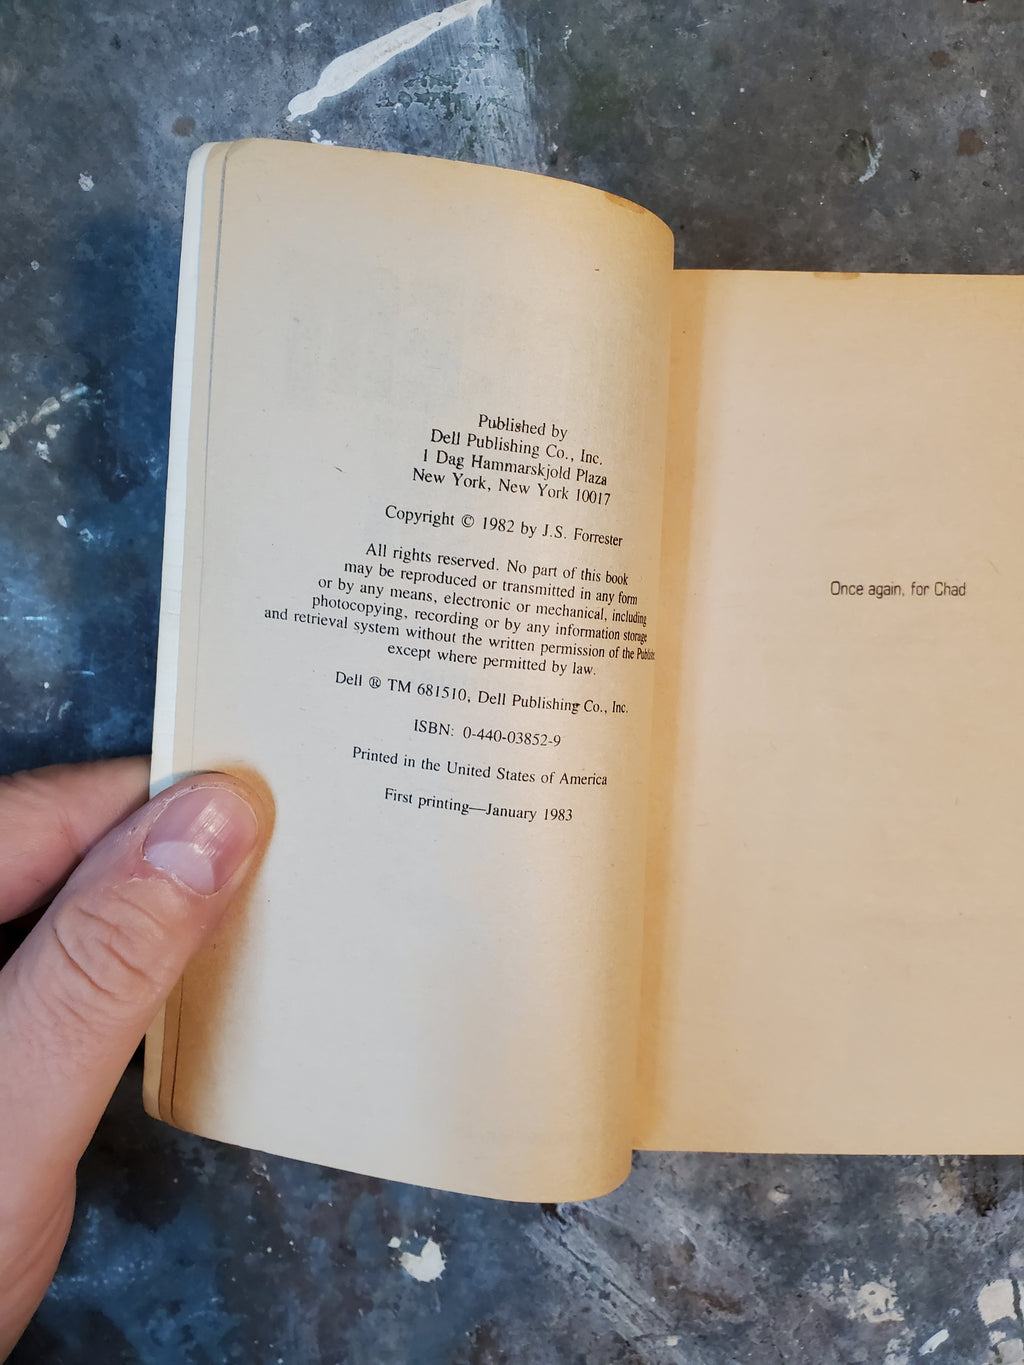 Published by
Dell Publishing Co., Inc.
1 Dag Hammarskjold Plaza
New York, New York 10017
Copyright © 1982 by J.S. Forrester
All rights reserved. No part of this book
may be reproduced or transmitted in any form
or by any means, electronic or mechanical, including
photocopying, recording or by any information storage
and retrieval system without the written permission of the
except where permitted by law.
Dell ® TM 681510, Dell Publishing Co., Inc.
ISBN: 0-440-03852-9
Printed in the United States of America
First printing—January 1983
Once again, for Chad